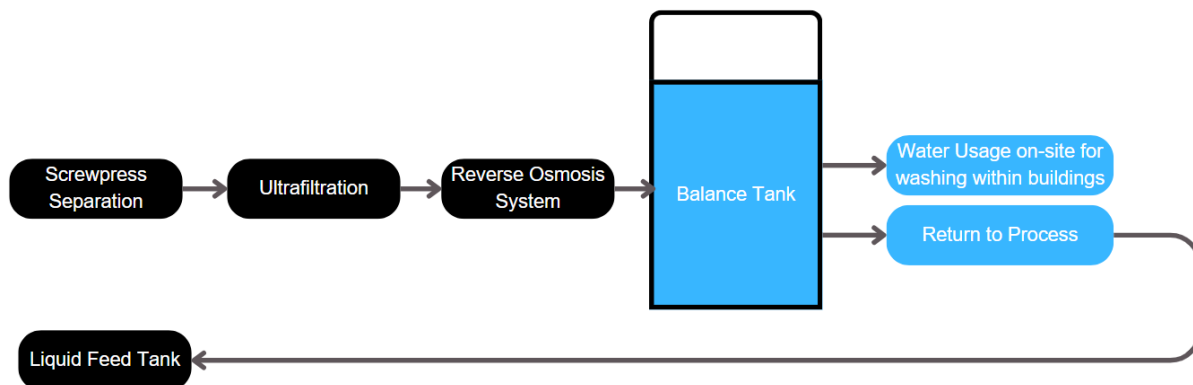 Screwpress
Separation
Ultrafiltration
Reverse Osmosis
System
Balance Tank
Water Usage on-site for
washing within buildings
Return to Process
Liquid Feed Tank